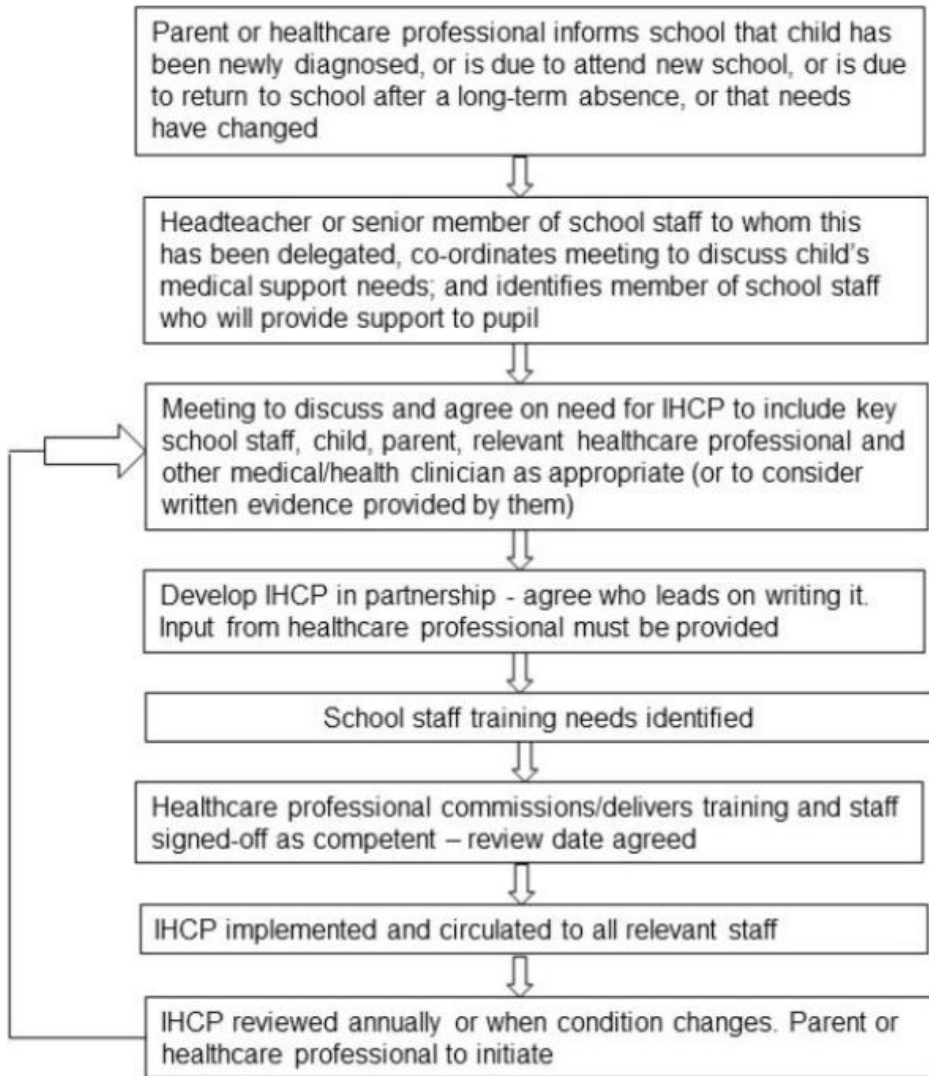 Parent or healthcare professional informs school that child has
been newly diagnosed, or is due to attend new school, or is due
to return to school after a long-term absence, or that needs
have changed
Headteacher or senior member of school staff to whom this
has been delegated, co-ordinates meeting to discuss child's
medical support needs; and identifies member of school staff
who will provide support to pupil
Meeting to discuss and agree on need for IHCP to include key
school staff, child, parent, relevant healthcare professional and
other medical/health clinician as appropriate (or to consider
written evidence provided by them)
Develop IHCP in partnership - agree who leads on writing it.
Input from healthcare professional must be provided
School staff training needs identified
Healthcare professional commissions/delivers training and staff
signed-off as competent – review date agreed
IHCP implemented and circulated to all relevant staff
IHCP reviewed annually or when condition changes. Parent or
healthcare professional to initiate